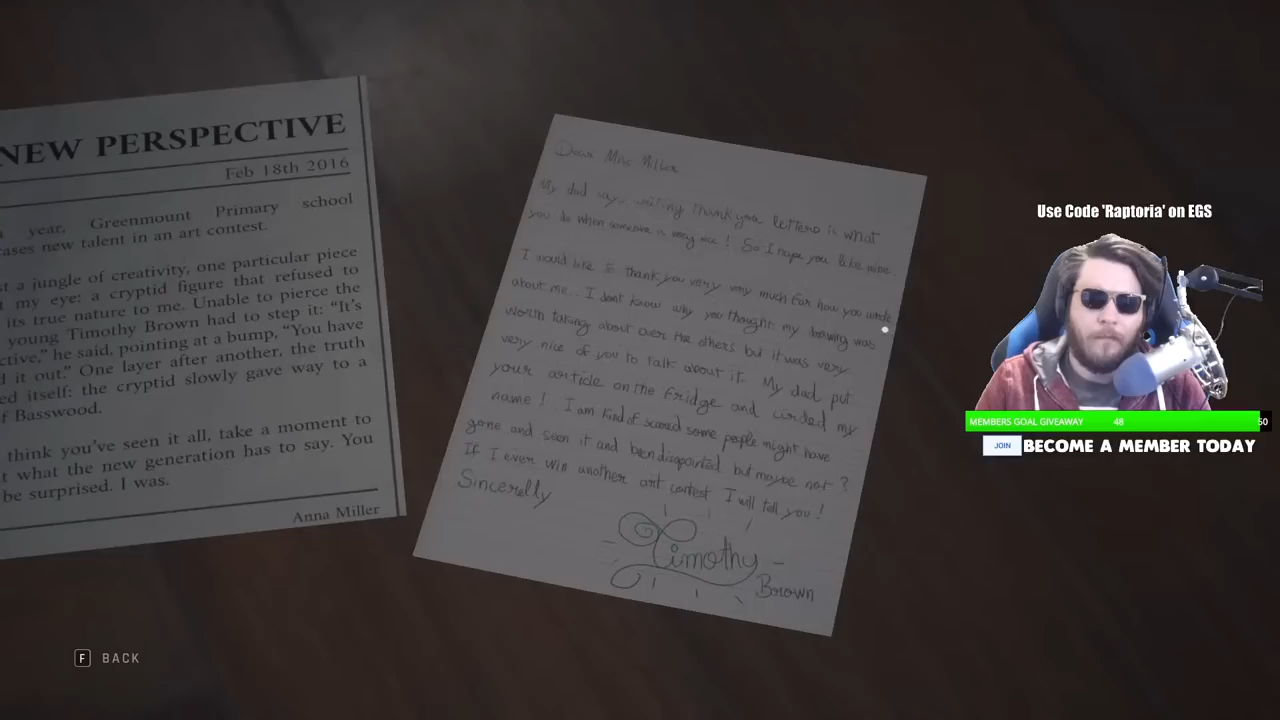 NEW PERSPECTIVE
Feb 18th 2016
year, Greenmount Primary school
cases new talent in an art contest.
st a jungle of creativity, one particular piece
t my eye: a cryptid figure that refused to
its true nature to me. Unable to pierce the
young Timothy Brown had to step it: “It’s
ctive,” he said, pointing at a bump, “You have
d it out.” One layer after another, the truth
ed itself: the cryptid slowly gave way to a
of Basswood.
think you’ve seen it all, take a moment to
t what the new generation has to say. You
be surprised. I was.
Anna Miller
Dear Mrs Miller
My dad says writing thank you letters is what
you do when someone is very nice! So I hope you like mine.
I would like to thank you very very much for how you wrote
about me.. I dont know why you thought my drawing was
worth talking about over the others but it was very
very nice of you to talk about it. My dad put
your article on the fridge and circled my
name! I am kind of scared some people might have
gone and seen it and been disapointed but maybe not?
If I ever win another art contest I will tell you!
Sincerelly
Timothy
Brown
F BACK
Use Code 'Raptoria' on EGS
MEMBERS GOAL GIVEAWAY 48 50
JOIN BECOME A MEMBER TODAY